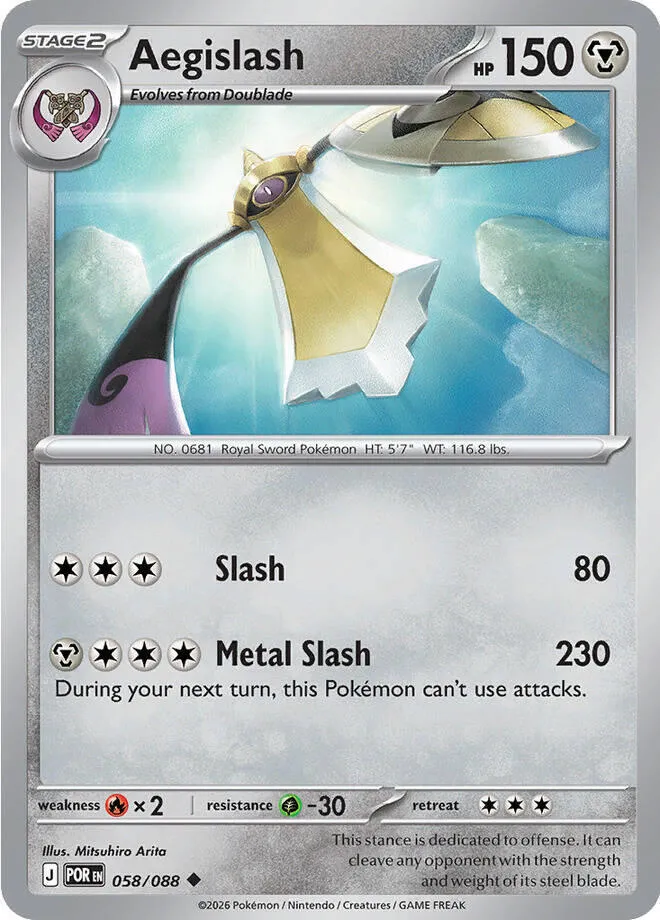 STAGE2
Aegislash
HP 150
Evolves from Doublade
NO. 0681 Royal Sword Pokémon HT: 5'7" WT: 116.8 lbs.
Slash 80
Metal Slash 230
During your next turn, this Pokémon can't use attacks.
weakness ×2 resistance -30 retreat
Illus. Mitsuhiro Arita
J POR EN 058/088
This stance is dedicated to offense. It can
cleave any opponent with the strength
and weight of its steel blade.
©2026 Pokémon / Nintendo / Creatures / GAME FREAK